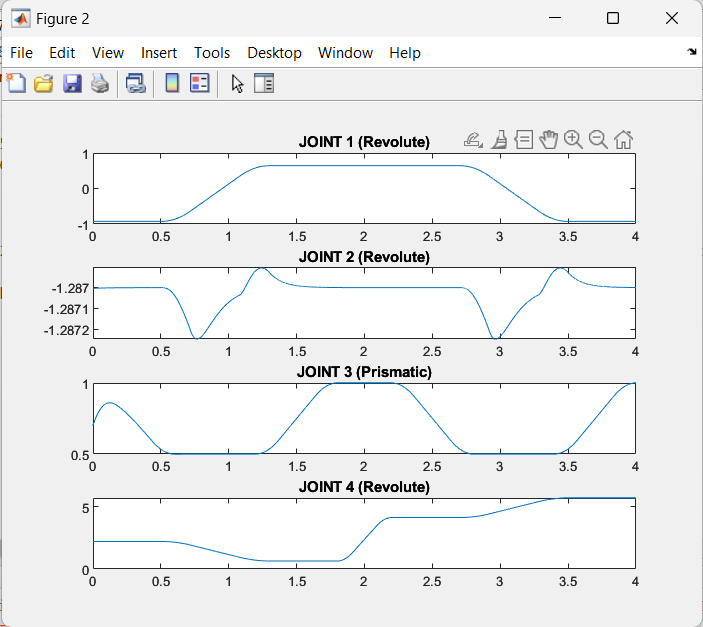 Figure 2
File Edit View Insert Tools Desktop Window Help
JOINT 1 (Revolute)
1
0
-1
0 0.5 1 1.5 2 2.5 3 3.5 4
JOINT 2 (Revolute)
-1.287
-1.2871
-1.2872
0 0.5 1 1.5 2 2.5 3 3.5 4
JOINT 3 (Prismatic)
1
0.5
0 0.5 1 1.5 2 2.5 3 3.5 4
JOINT 4 (Revolute)
5
0
0 0.5 1 1.5 2 2.5 3 3.5 4